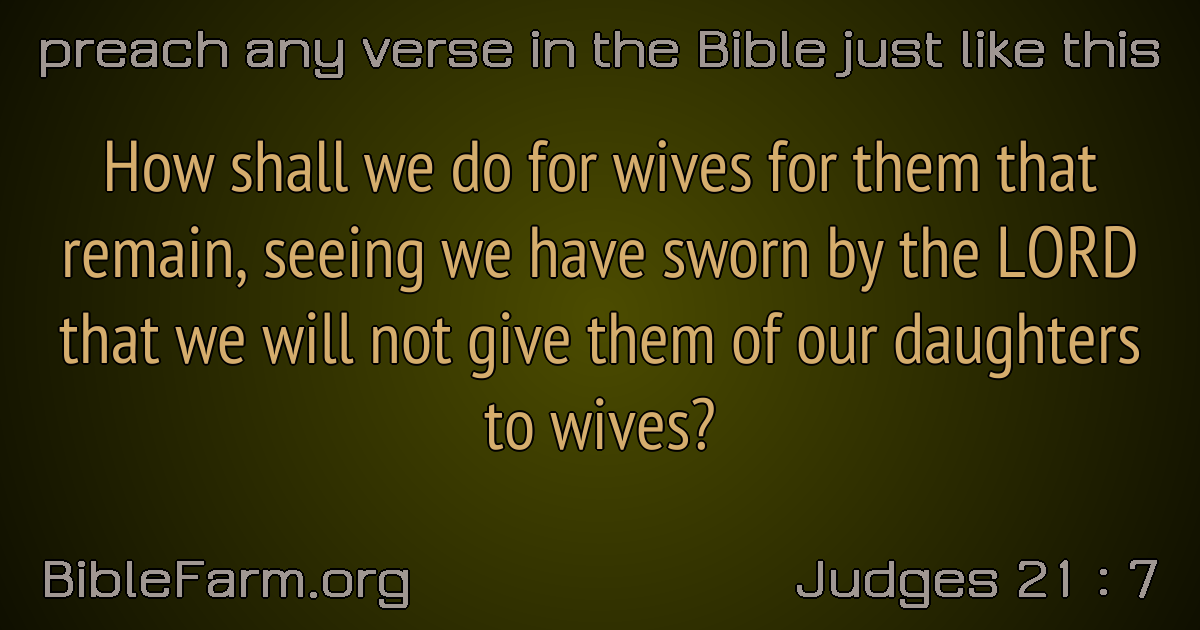 preach any verse in the Bible just like this
How shall we do for wives for them that
remain, seeing we have sworn by the LORD
that we will not give them of our daughters
to wives?
BibleFarm.org
Judges 21 : 7